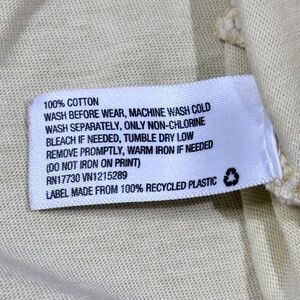 100% COTTON
WASH BEFORE WEAR, MACHINE WASH COLD
WASH SEPARATELY, ONLY NON-CHLORINE
BLEACH IF NEEDED, TUMBLE DRY LOW
REMOVE PROMPTLY, WARM IRON IF NEEDED
(DO NOT IRON ON PRINT)
RN17730 VN1215289
LABEL MADE FROM 100% RECYCLED PLASTIC